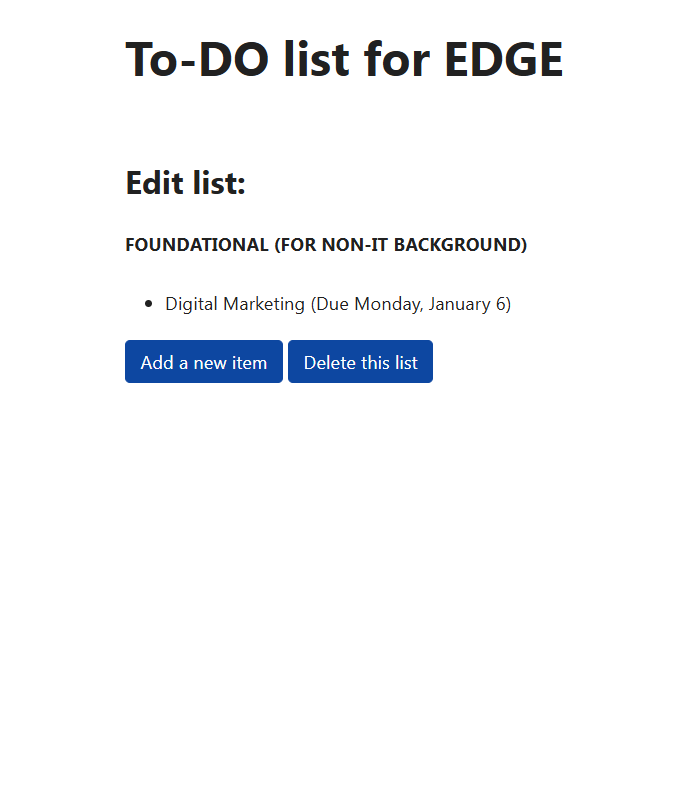 To-DO list for EDGE
Edit list:
FOUNDATIONAL (FOR NON-IT BACKGROUND)
Digital Marketing (Due Monday, January 6)
Add a new item
Delete this list